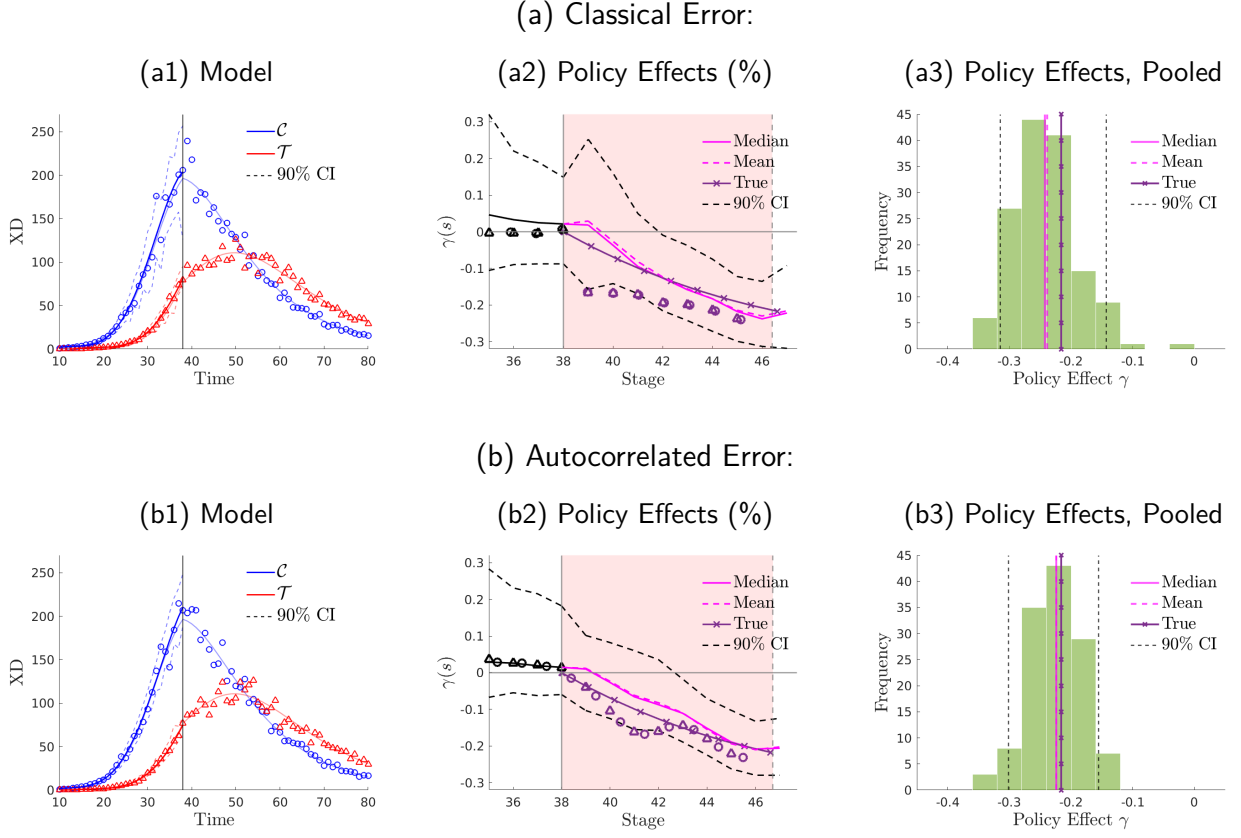 (a) Classical Error:
(a1) Model
(a2) Policy Effects (%)
(a3) Policy Effects, Pooled
XD
250
200
150
100
50
0
10 20 30 40 50 60 70 80
Time
C
T
90% CI
γ(s)
0.3
0.2
0.1
0
-0.1
-0.2
-0.3
36 38 40 42 44 46
Stage
Median
Mean
True
90% CI
Frequency
45
40
35
30
25
20
15
10
5
0
-0.4 -0.3 -0.2 -0.1 0
Policy Effect γ
Median
Mean
True
90% CI
(b) Autocorrelated Error:
(b1) Model
(b2) Policy Effects (%)
(b3) Policy Effects, Pooled
XD
250
200
150
100
50
0
10 20 30 40 50 60 70 80
Time
C
T
90% CI
γ(s)
0.3
0.2
0.1
0
-0.1
-0.2
-0.3
36 38 40 42 44 46
Stage
Median
Mean
True
90% CI
Frequency
45
40
35
30
25
20
15
10
5
0
-0.4 -0.3 -0.2 -0.1 0
Policy Effect γ
Median
Mean
True
90% CI